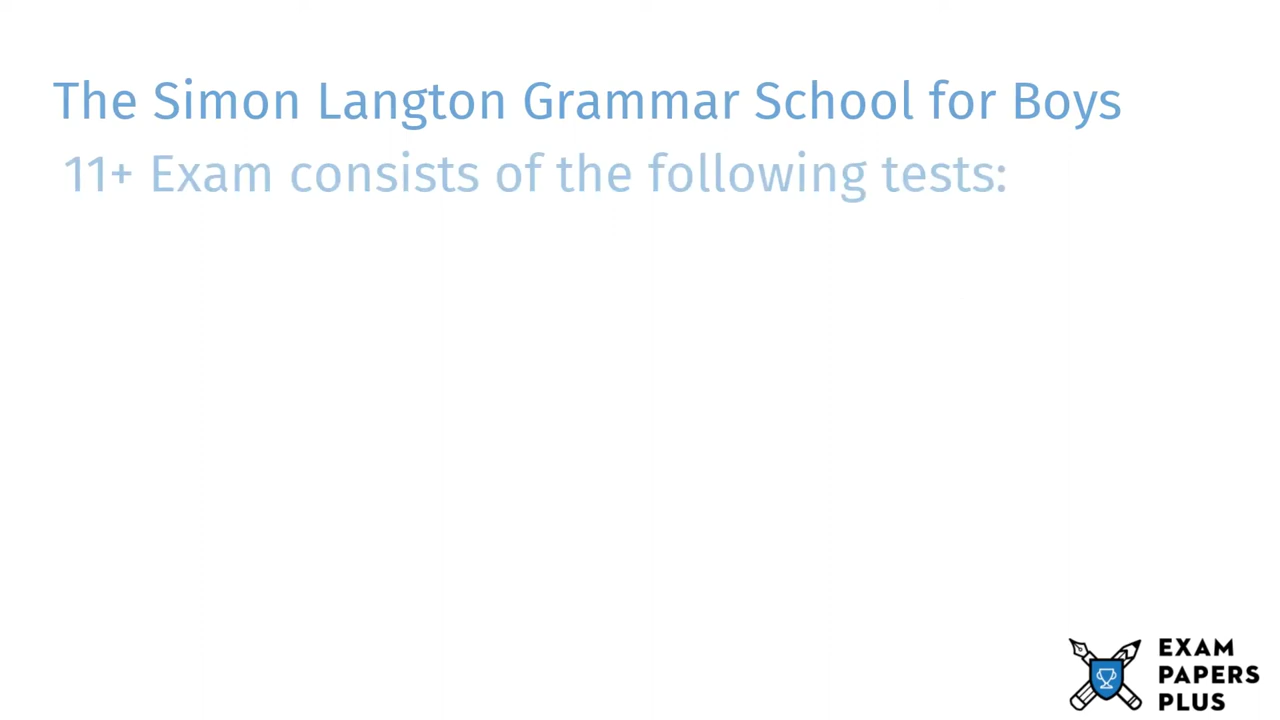 The Simon Langton Grammar School for Boys
11+ Exam consists of the following tests:
EXAM
PAPERS
PLUS